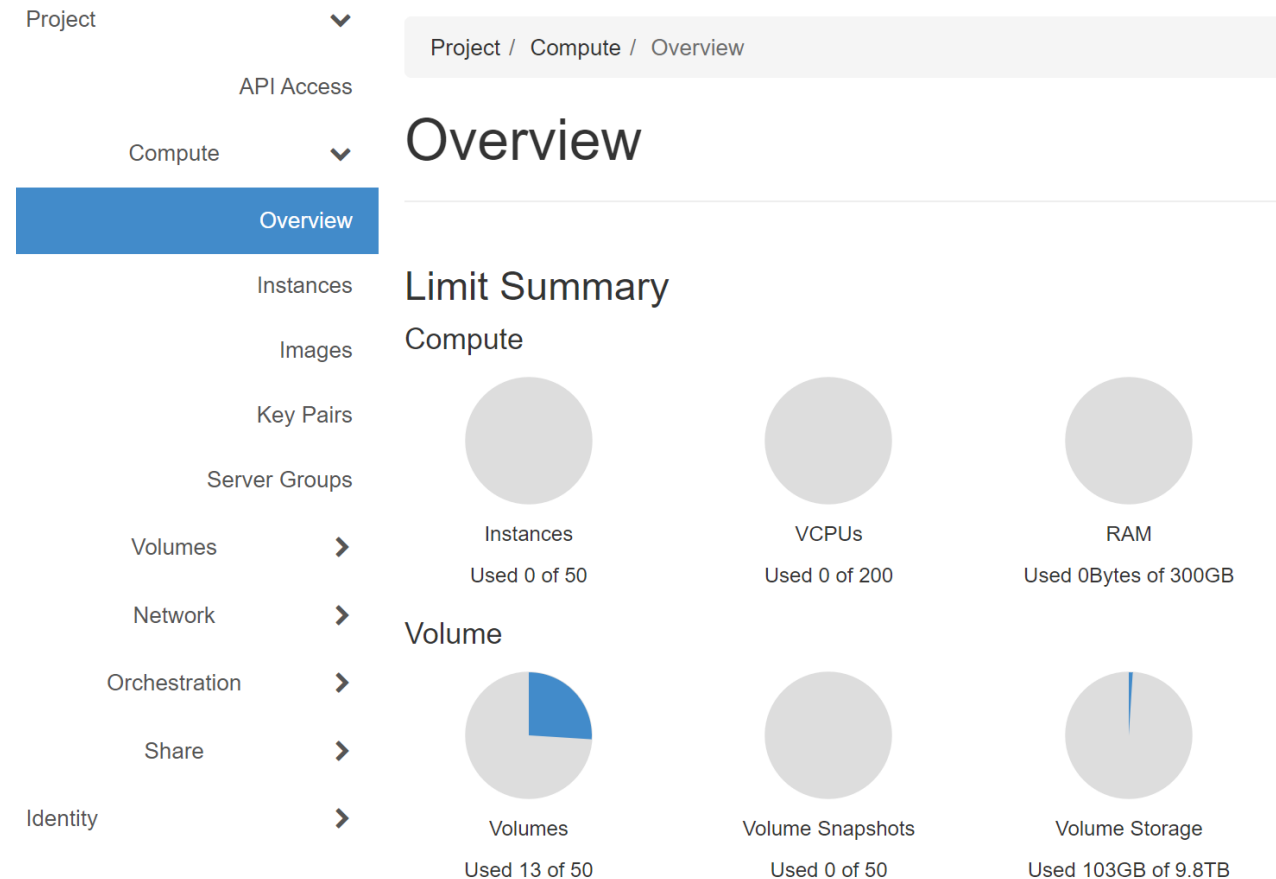 Project
API Access
Compute
Overview
Instances
Images
Key Pairs
Server Groups
Volumes
Network
Orchestration
Share
Identity
Project / Compute / Overview
Overview
Limit Summary
Compute
Instances
Used 0 of 50
VCPUs
Used 0 of 200
RAM
Used 0Bytes of 300GB
Volume
Volumes
Used 13 of 50
Volume Snapshots
Used 0 of 50
Volume Storage
Used 103GB of 9.8TB